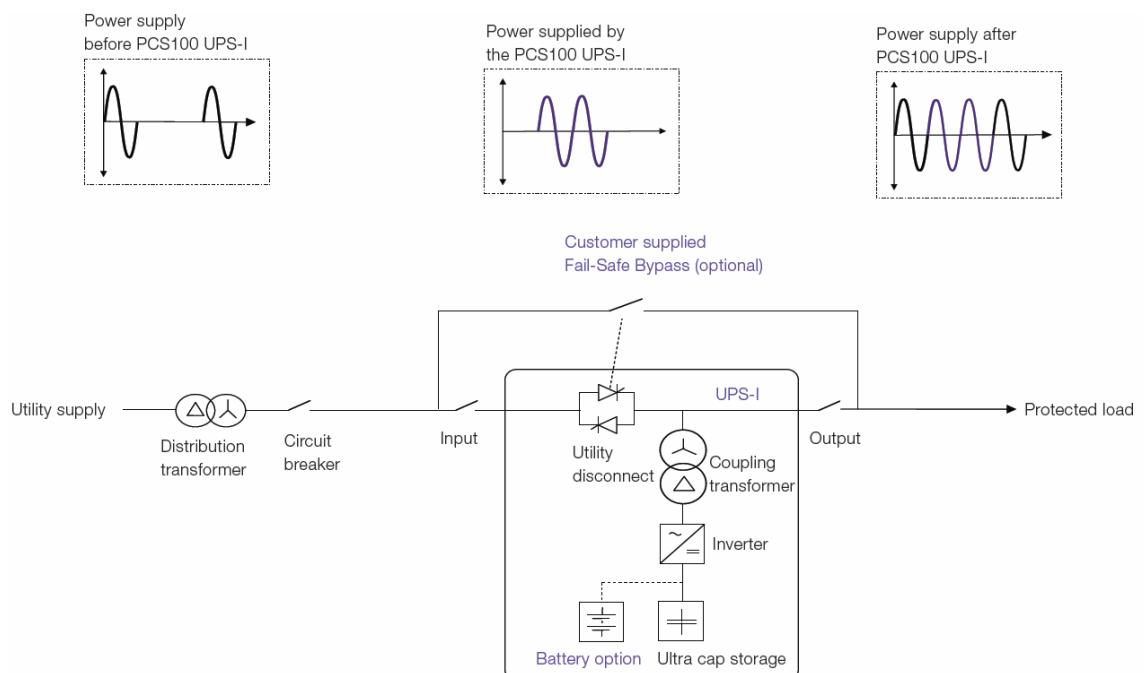 Power supply
before PCS100 UPS-I
Power supplied by
the PCS100 UPS-I
Power supply after
PCS100 UPS-I
Customer supplied
Fail-Safe Bypass (optional)
UPS-I
Utility supply
Protected load
Distribution
transformer
Circuit
breaker
Input
Utility
disconnect
Coupling
transformer
Output
Inverter
Battery option
Ultra cap storage